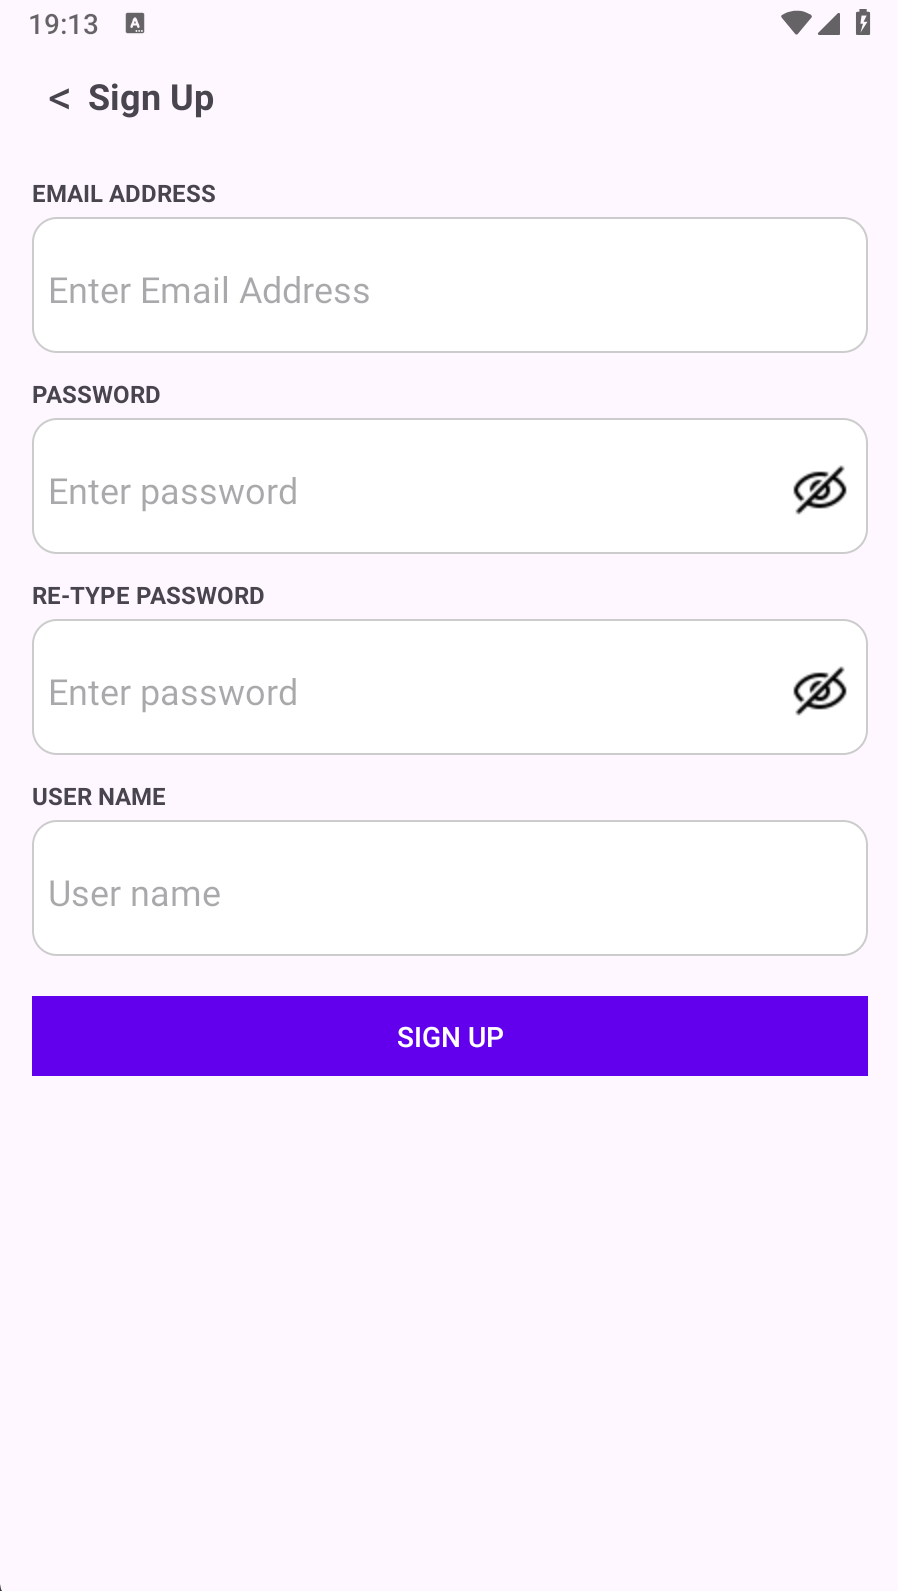 19:13
< Sign Up
EMAIL ADDRESS
Enter Email Address
PASSWORD
Enter password
RE-TYPE PASSWORD
Enter password
USER NAME
User name
SIGN UP